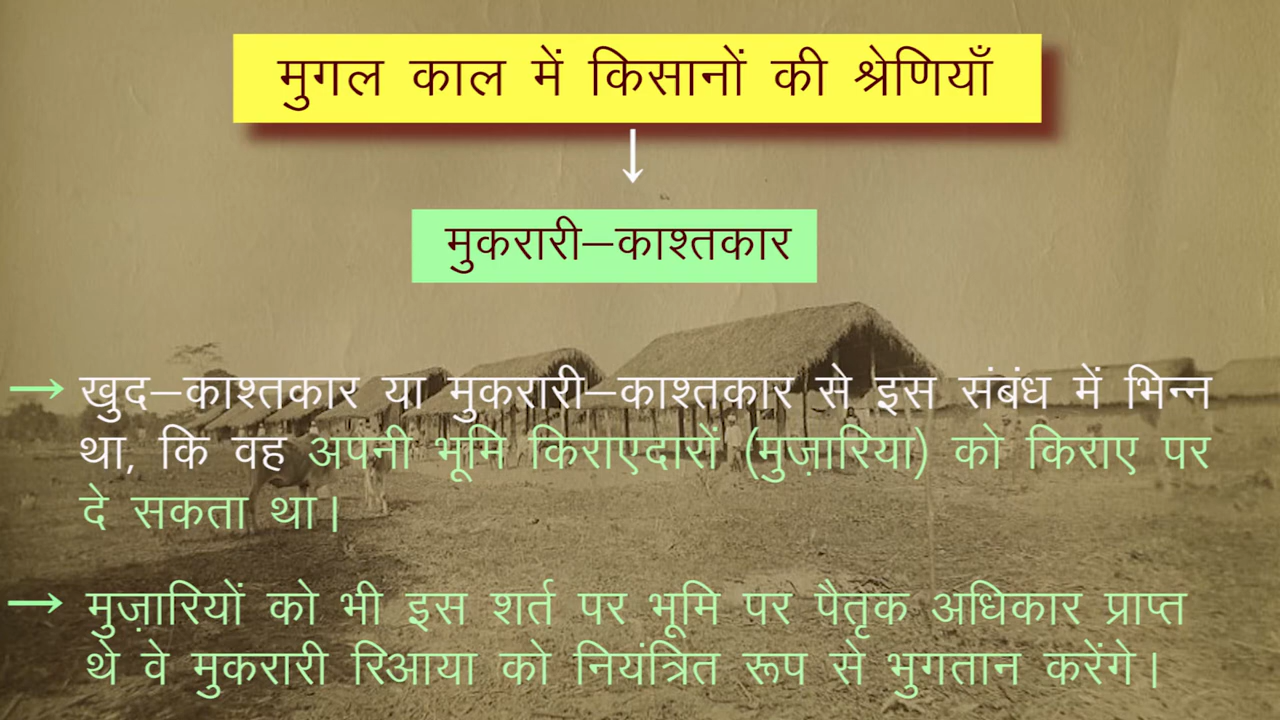 मुगल काल में किसानों की श्रेणियाँ
↓
मुकरारी–काश्तकार
→ खुद–काश्तकार या मुकरारी–काश्तकार से इस संबंध में भिन्न
था, कि वह अपनी भूमि किराएदारों (मुज़ारिया) को किराए पर
दे सकता था।
→ मुज़ारियों को भी इस शर्त पर भूमि पर पैतृक अधिकार प्राप्त
थे वे मुकरारी रिआया को नियंत्रित रूप से भुगतान करेंगे।